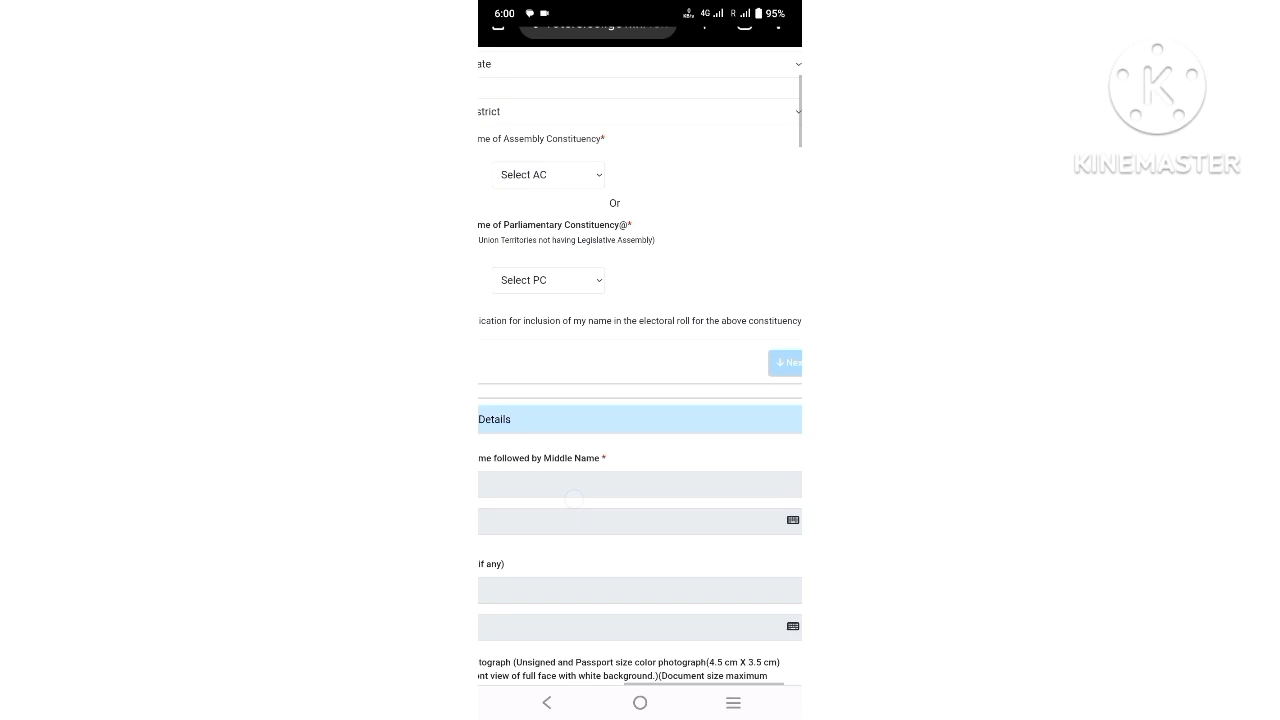 6:00
0 KB/s 4G R 95%
ate
strict
me of Assembly Constituency*
Select AC
Or
me of Parliamentary Constituency@*
Union Territories not having Legislative Assembly)
Select PC
ication for inclusion of my name in the electoral roll for the above constituency
Nex
Details
me followed by Middle Name *
if any)
tograph (Unsigned and Passport size color photograph(4.5 cm X 3.5 cm)
ont view of full face with white background.)(Document size maximum
K
KINEMASTER